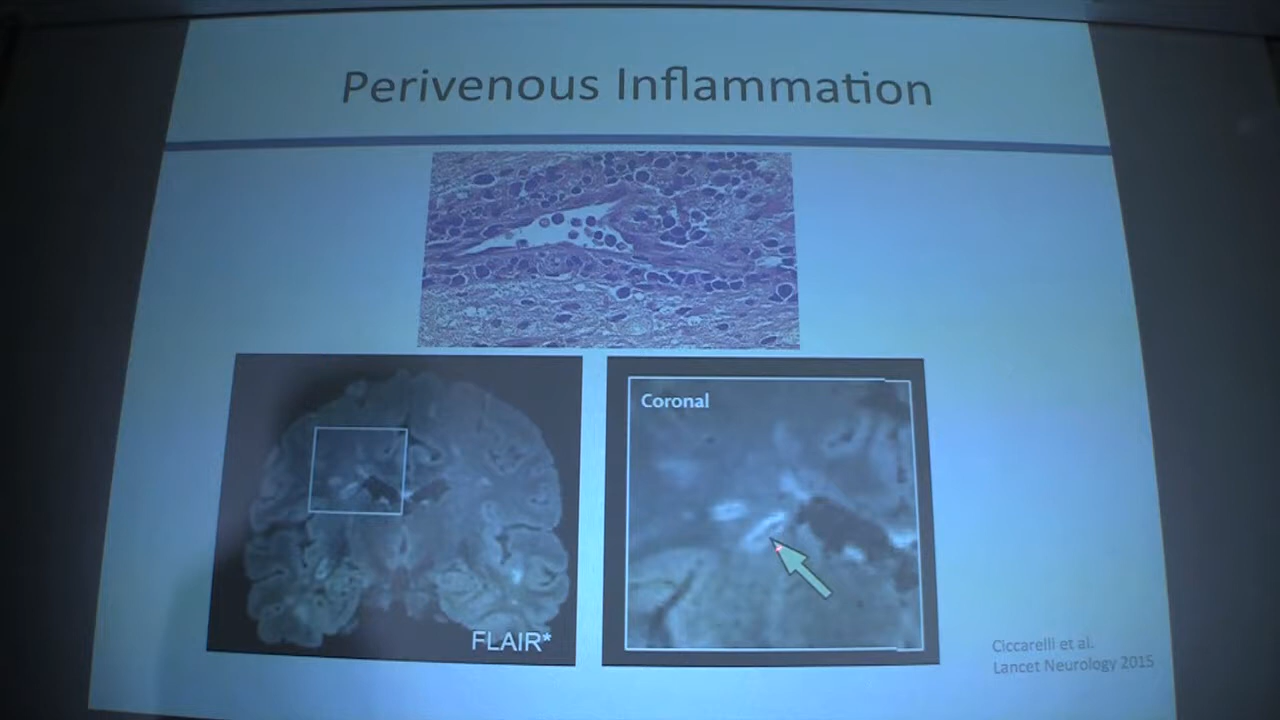 Perivenous Inflammation
Coronal
FLAIR*
Ciccarelli et al.
Lancet Neurology 2015